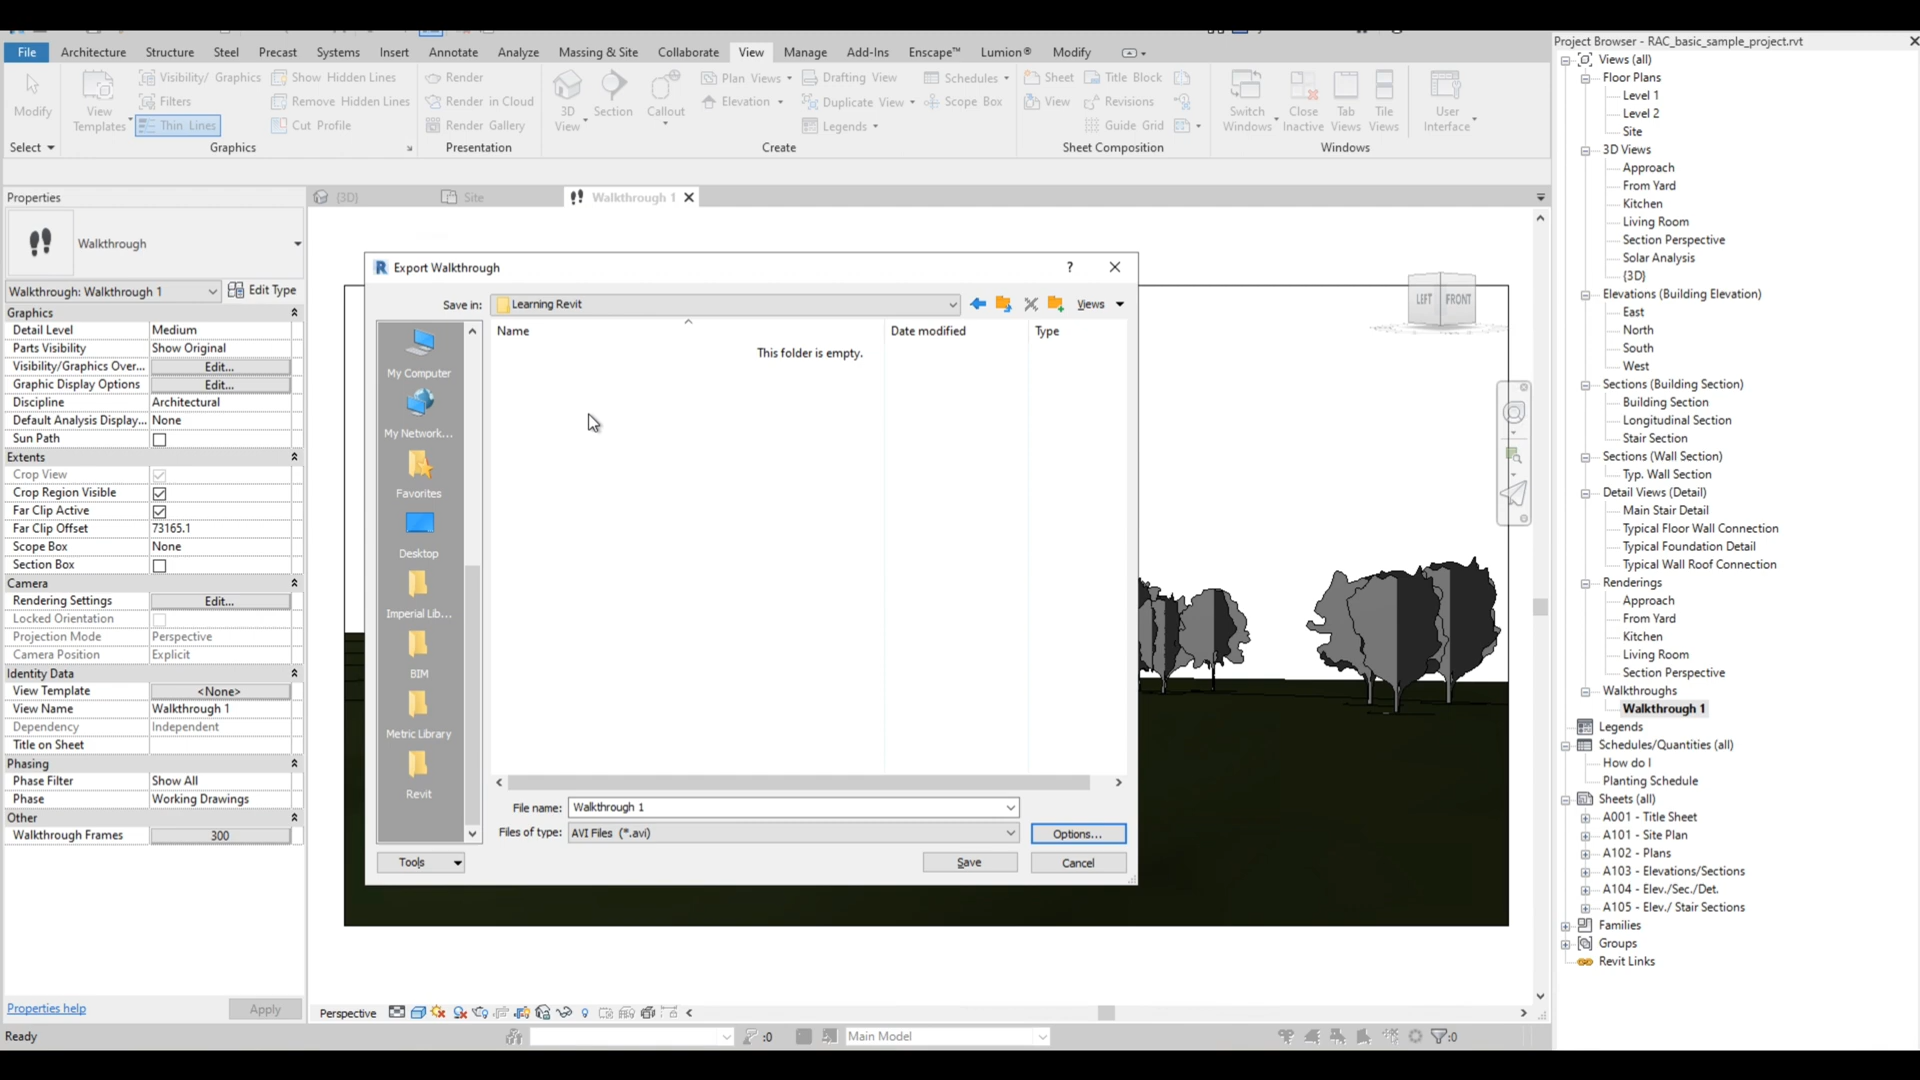 File Architecture Structure Steel Precast Systems Insert Annotate Analyze Massing & Site Collaborate View Manage Add-Ins Enscape™ Lumion® Modify
Modify
View
Templates
Visibility/ Graphics
Filters
Thin Lines
Show Hidden Lines
Remove Hidden Lines
Cut Profile
Render
Render in Cloud
Render Gallery
3D
View
Section
Callout
Plan Views
Elevation
Drafting View
Duplicate View
Legends
Schedules
Scope Box
Sheet
View
Title Block
Revisions
Guide Grid
Switch
Windows
Close
Inactive
Tab
Views
Tile
Views
User
Interface
Select Graphics Presentation Create Sheet Composition Windows
Properties
Walkthrough
Walkthrough: Walkthrough 1 Edit Type
Graphics
Detail Level Medium
Parts Visibility Show Original
Visibility/Graphics Over... Edit...
Graphic Display Options Edit...
Discipline Architectural
Default Analysis Display... None
Sun Path
Extents
Crop View
Crop Region Visible
Far Clip Active
Far Clip Offset 73165.1
Scope Box None
Section Box
Camera
Rendering Settings Edit...
Locked Orientation
Projection Mode Perspective
Camera Position Explicit
Identity Data
View Template <None>
View Name Walkthrough 1
Dependency Independent
Title on Sheet
Phasing
Phase Filter Show All
Phase Working Drawings
Other
Walkthrough Frames 300
Properties help Apply
{3D} Site Walkthrough 1
LEFT FRONT
R Export Walkthrough ?
Save in: Learning Revit Views
Name Date modified Type
This folder is empty.
My Computer
My Network...
Favorites
Desktop
Imperial Lib...
BIM
Metric Library
Revit
File name: Walkthrough 1
Files of type: AVI Files (*.avi) Options...
Tools Save Cancel
Perspective
Ready :0 Main Model :0
Project Browser - RAC_basic_sample_project.rvt
Views (all)
Floor Plans
Level 1
Level 2
Site
3D Views
Approach
From Yard
Kitchen
Living Room
Section Perspective
Solar Analysis
{3D}
Elevations (Building Elevation)
East
North
South
West
Sections (Building Section)
Building Section
Longitudinal Section
Stair Section
Sections (Wall Section)
Typ. Wall Section
Detail Views (Detail)
Main Stair Detail
Typical Floor Wall Connection
Typical Foundation Detail
Typical Wall Roof Connection
Renderings
Approach
From Yard
Kitchen
Living Room
Section Perspective
Walkthroughs
Walkthrough 1
Legends
Schedules/Quantities (all)
How do I
Planting Schedule
Sheets (all)
A001 - Title Sheet
A101 - Site Plan
A102 - Plans
A103 - Elevations/Sections
A104 - Elev./Sec./Det.
A105 - Elev./ Stair Sections
Families
Groups
Revit Links